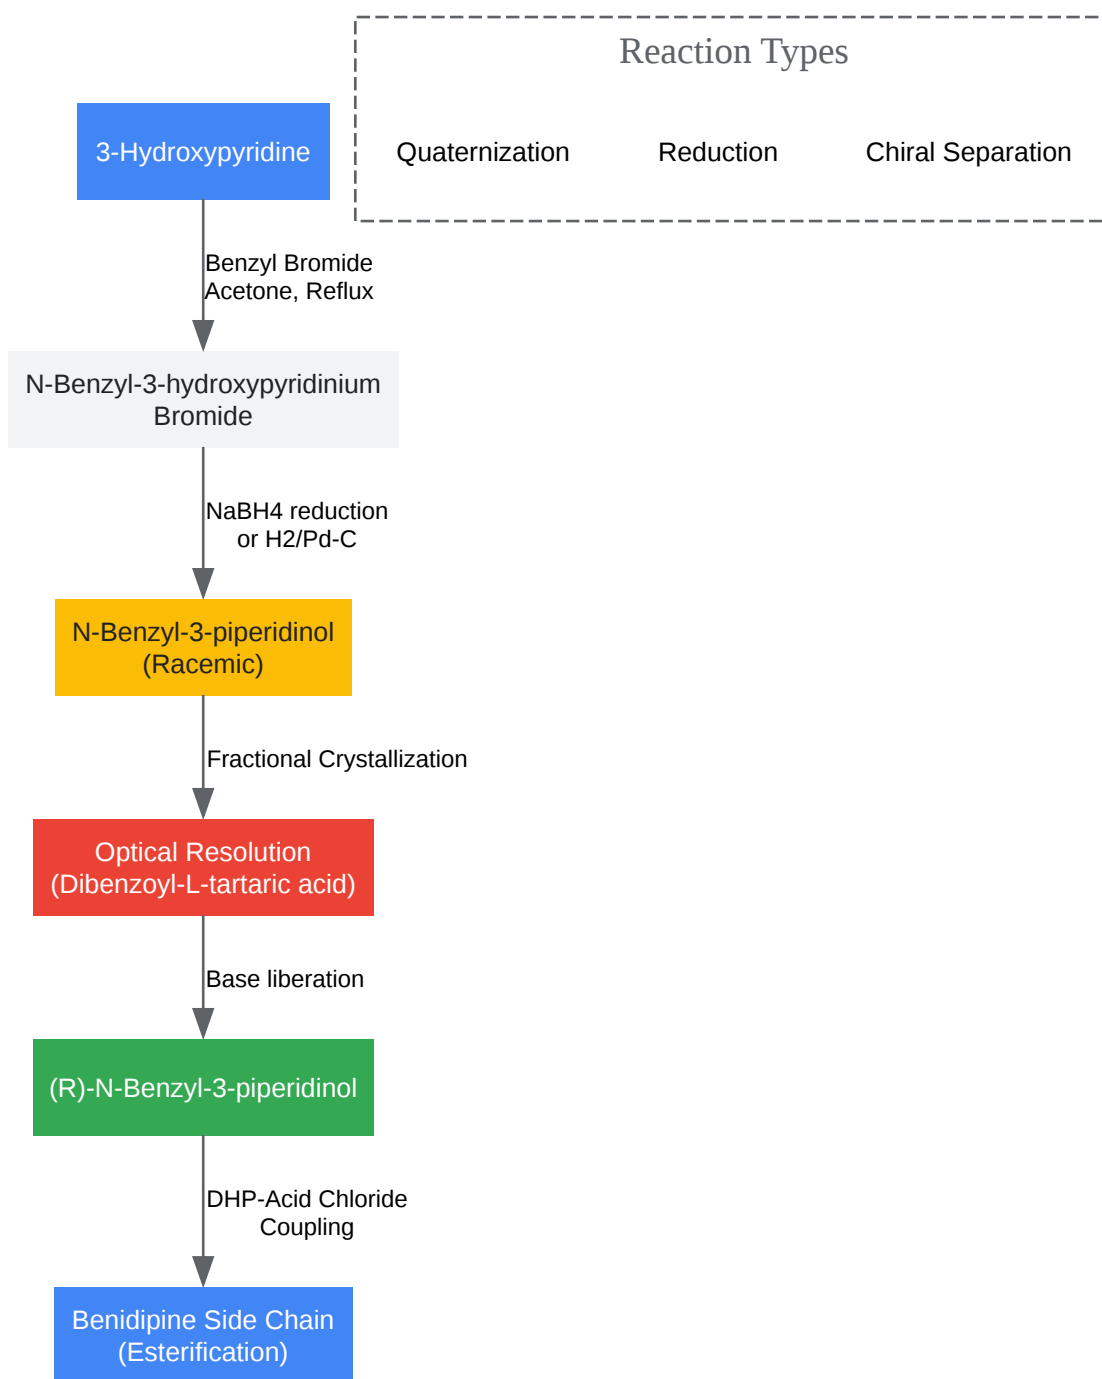 Reaction Types
3-Hydroxypyridine
Quaternization
Reduction
Chiral Separation
Benzyl Bromide
Acetone, Reflux
N-Benzyl-3-hydroxypyridinium
Bromide
NaBH4 reduction
or H2/Pd-C
N-Benzyl-3-piperidinol
(Racemic)
Fractional Crystallization
Optical Resolution
(Dibenzoyl-L-tartaric acid)
Base liberation
(R)-N-Benzyl-3-piperidinol
DHP-Acid Chloride
Coupling
Benidipine Side Chain
(Esterification)